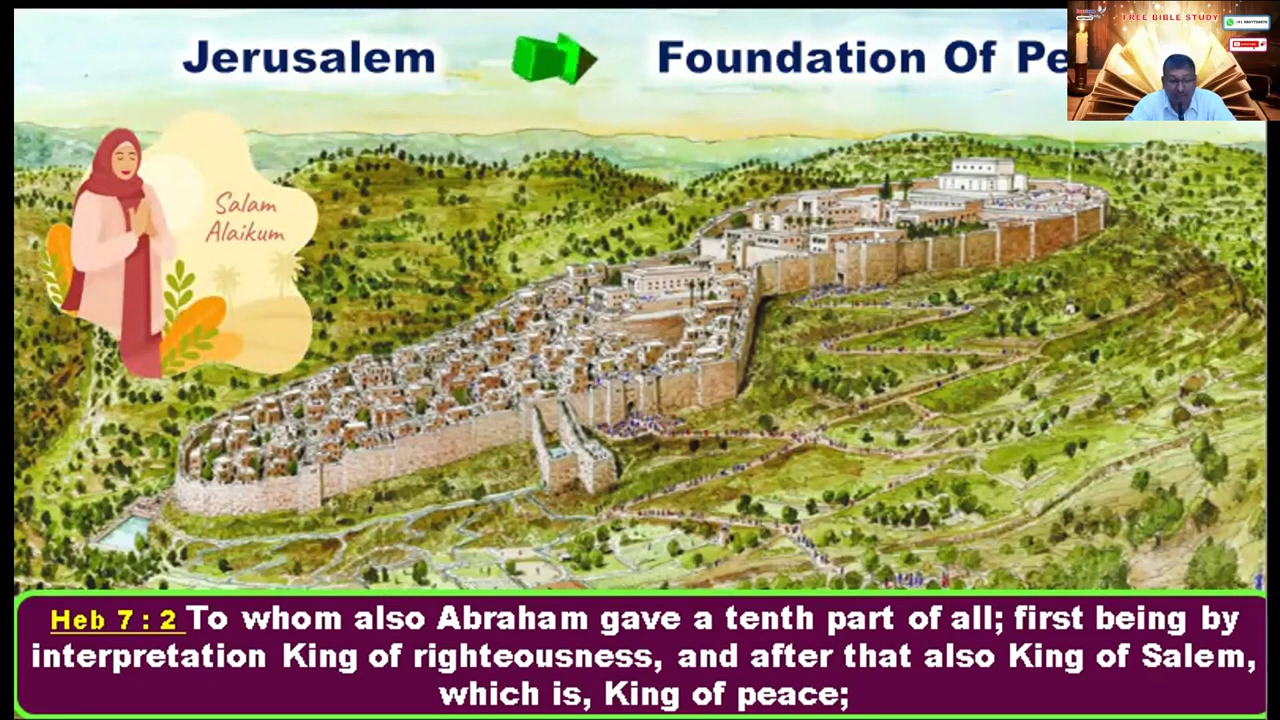 Jerusalem
Foundation Of Pe
FREE BIBLE STUDY
Salam
Alaikum
Heb 7 : 2 To whom also Abraham gave a tenth part of all; first being by
interpretation King of righteousness, and after that also King of Salem,
which is, King of peace;